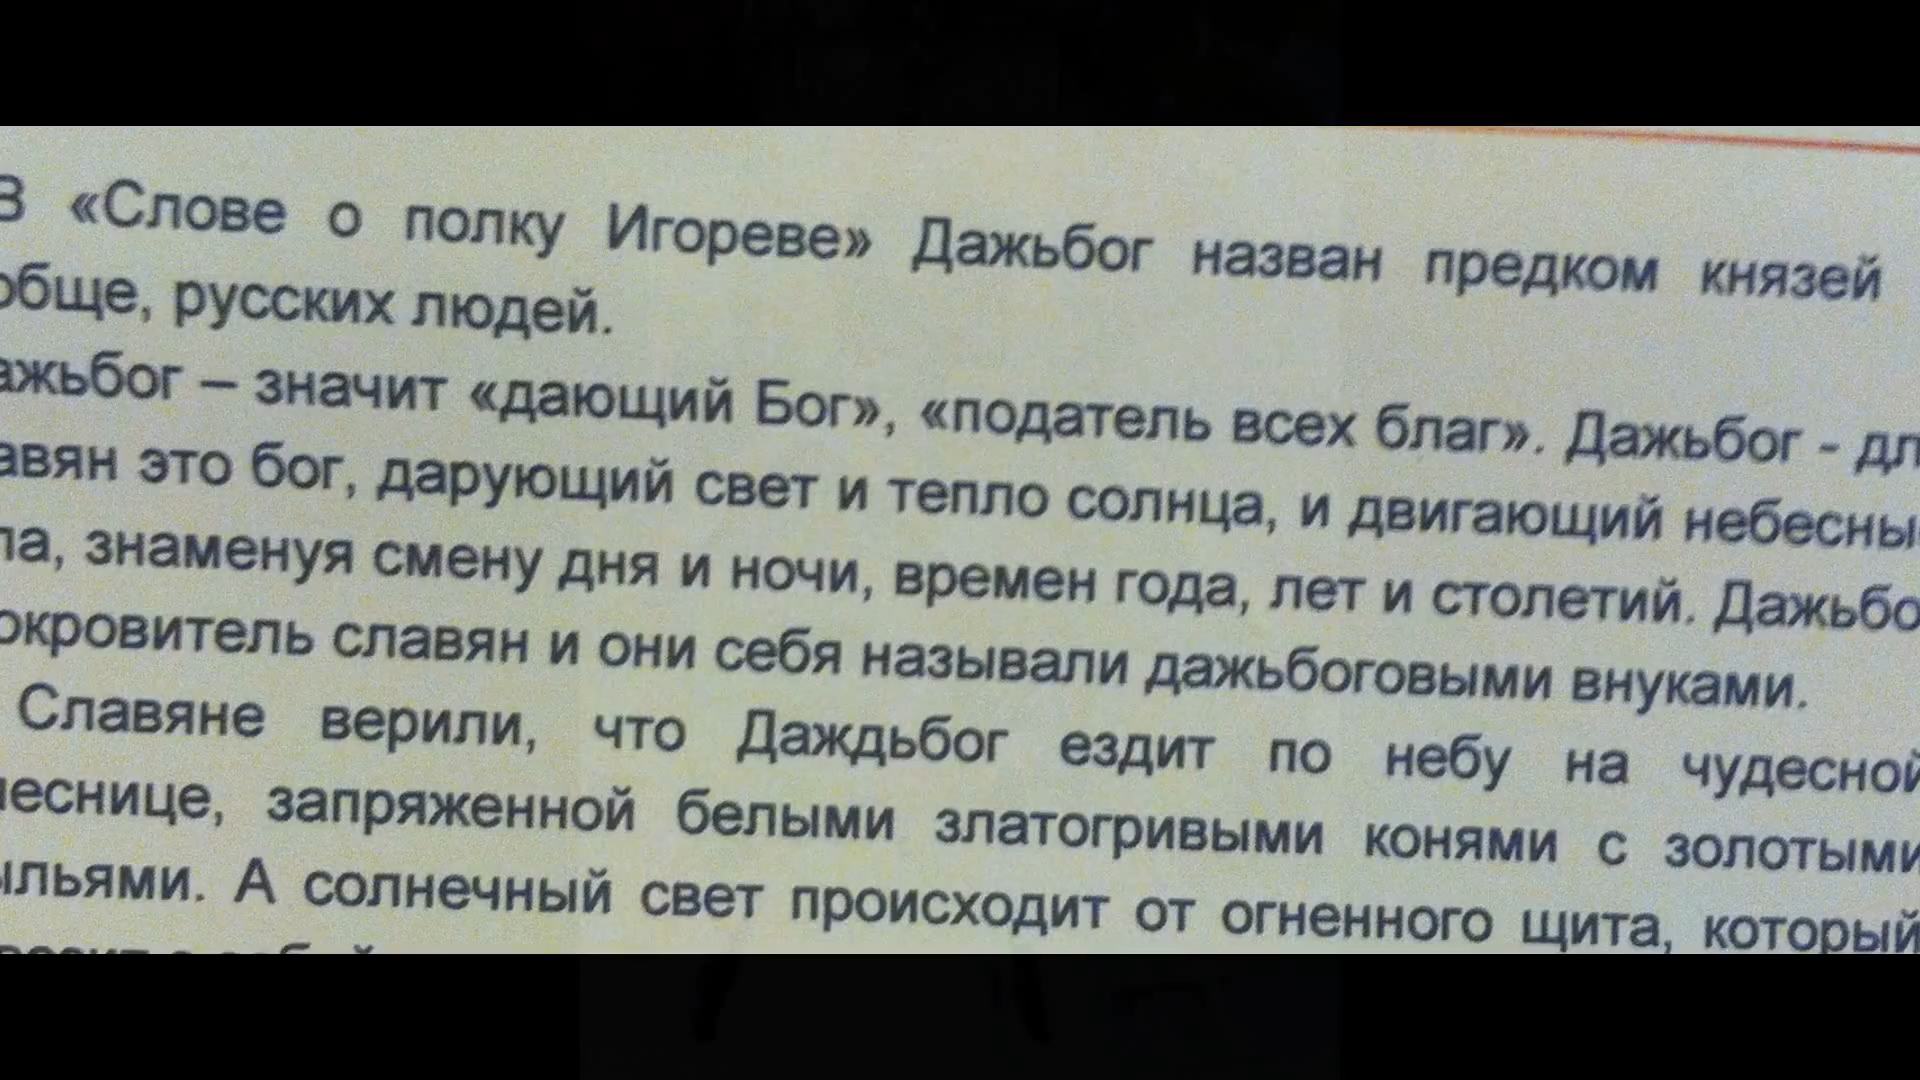 В «Слове о полку Игореве» Дажьбог назван предком князей
обще, русских людей.
ажьбог – значит «дающий Бог», «податель всех благ». Дажьбог - дл
авян это бог, дарующий свет и тепло солнца, и двигающий небесны
ла, знаменуя смену дня и ночи, времен года, лет и столетий. Дажьбо
окровитель славян и они себя называли дажьбоговыми внуками.
Славяне верили, что Даждьбог ездит по небу на чудесной
леснице, запряженной белыми златогривыми конями с золотыми
ыльями. А солнечный свет происходит от огненного щита, который